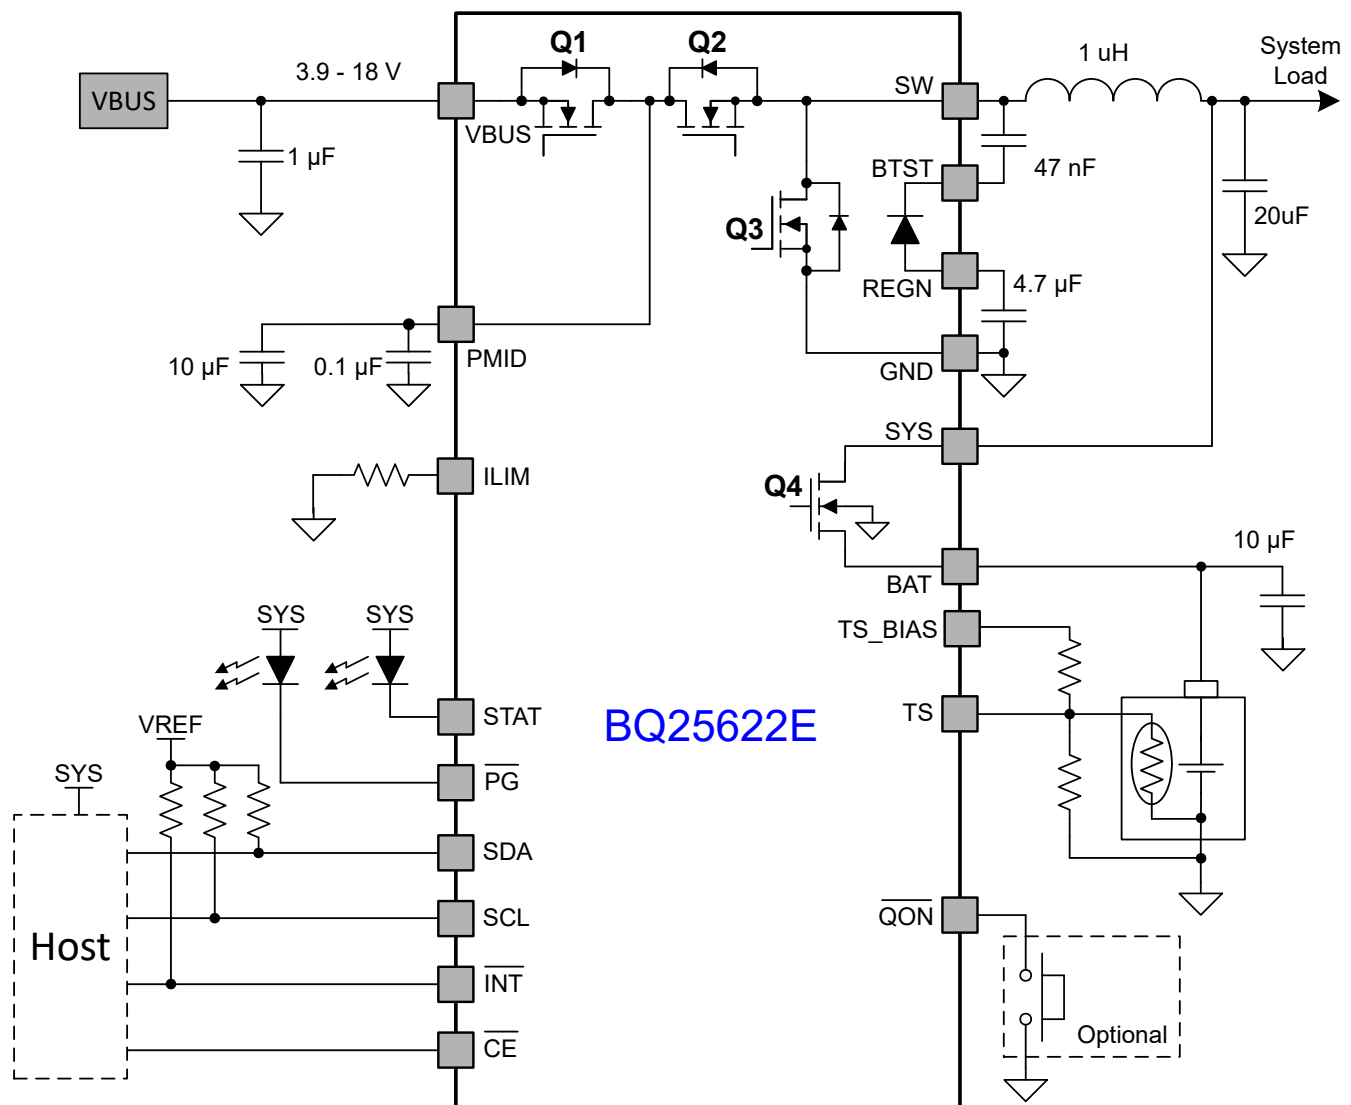 Q1
Q2
System
Load
1 uH
3.9 - 18 V
SW
VBUS
VBUS
1 µF
BTST
47 nF
20uF
Q3
REGN
4.7 µF
10 µF
0.1 µF
PMID
GND
SYS
ILIM
Q4
10 µF
BAT
SYS
SYS
TS_BIAS
STAT
BQ25622E
TS
VREF
SYS
PG
SDA
SCL
QON
Host
INT
Optional
CE